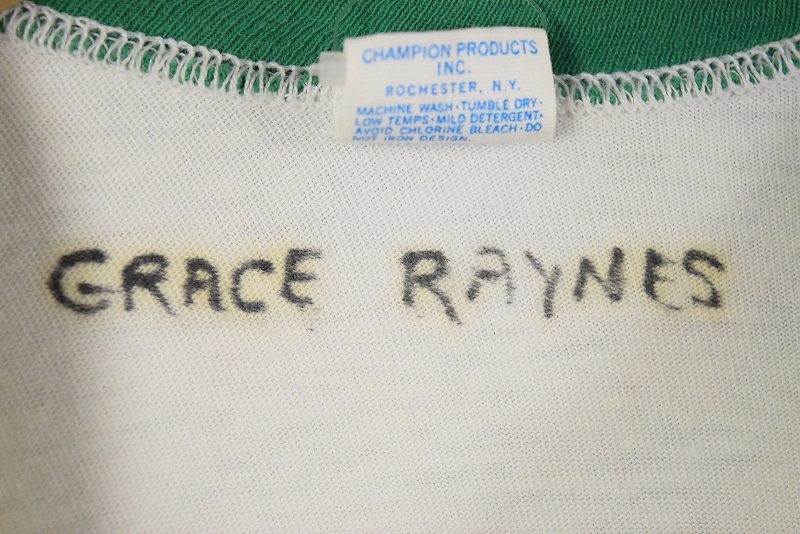 CHAMPION PRODUCTS
INC.
ROCHESTER, N.Y.
MACHINE WASH·TUMBLE DRY·
LOW TEMPS·MILD DETERGENT·
AVOID CHLORINE BLEACH·DO
NOT IRON DESIGN.
GRACE RAYNES